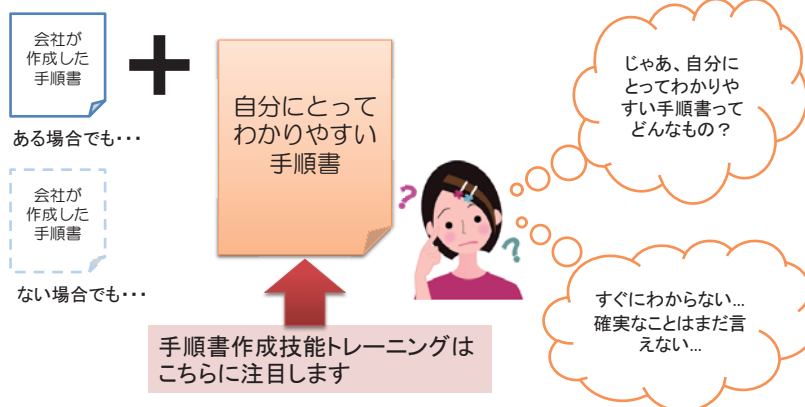 会社が
作成した
手順書
ある場合でも・・・
会社が
作成した
手順書
ない場合でも・・・
自分にとって
わかりやすい
手順書
手順書作成技能トレーニングは
こちらに注目します
?
?
じゃあ、自分に
とってわかりや
すい手順書って
どんなもの？
すぐにわからない...
確実なことはまだ言
えない...